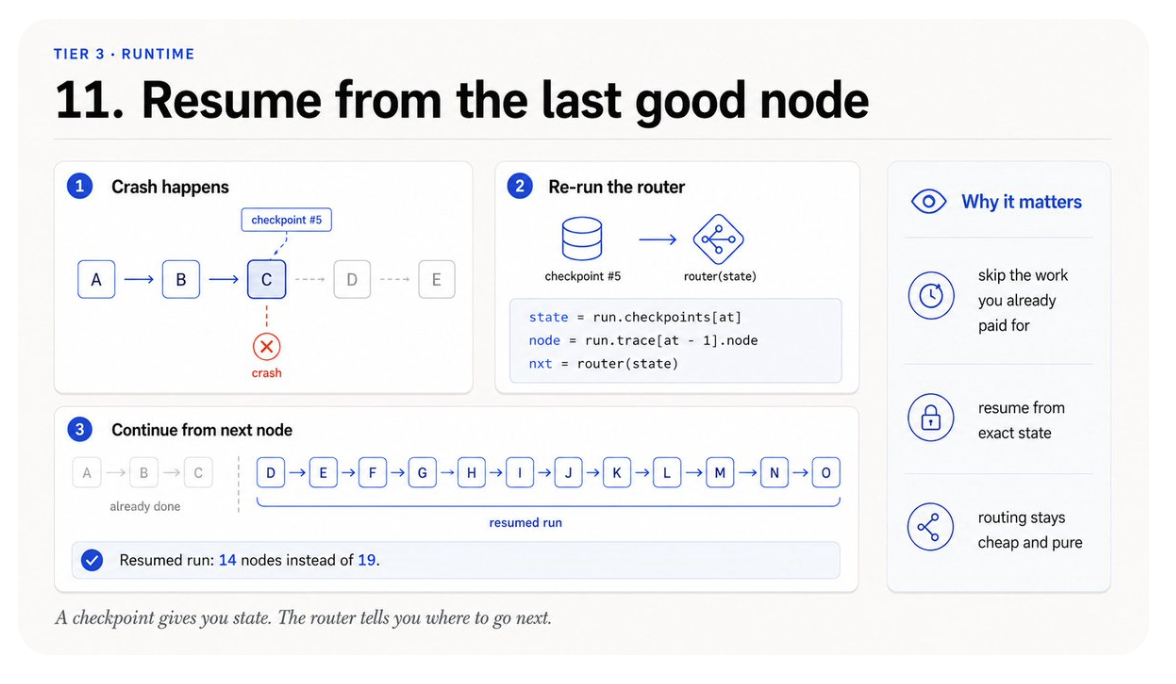 TIER 3 · RUNTIME
11. Resume from the last good node
1 Crash happens
checkpoint #5
A B C D E
crash
2 Re-run the router
checkpoint #5 router(state)
state = run.checkpoints[at]
node = run.trace[at - 1].node
nxt = router(state)
3 Continue from next node
A B C D E F G H I J K L M N O
already done
resumed run
Resumed run: 14 nodes instead of 19.
Why it matters
skip the work
you already
paid for
resume from
exact state
routing stays
cheap and pure
A checkpoint gives you state. The router tells you where to go next.